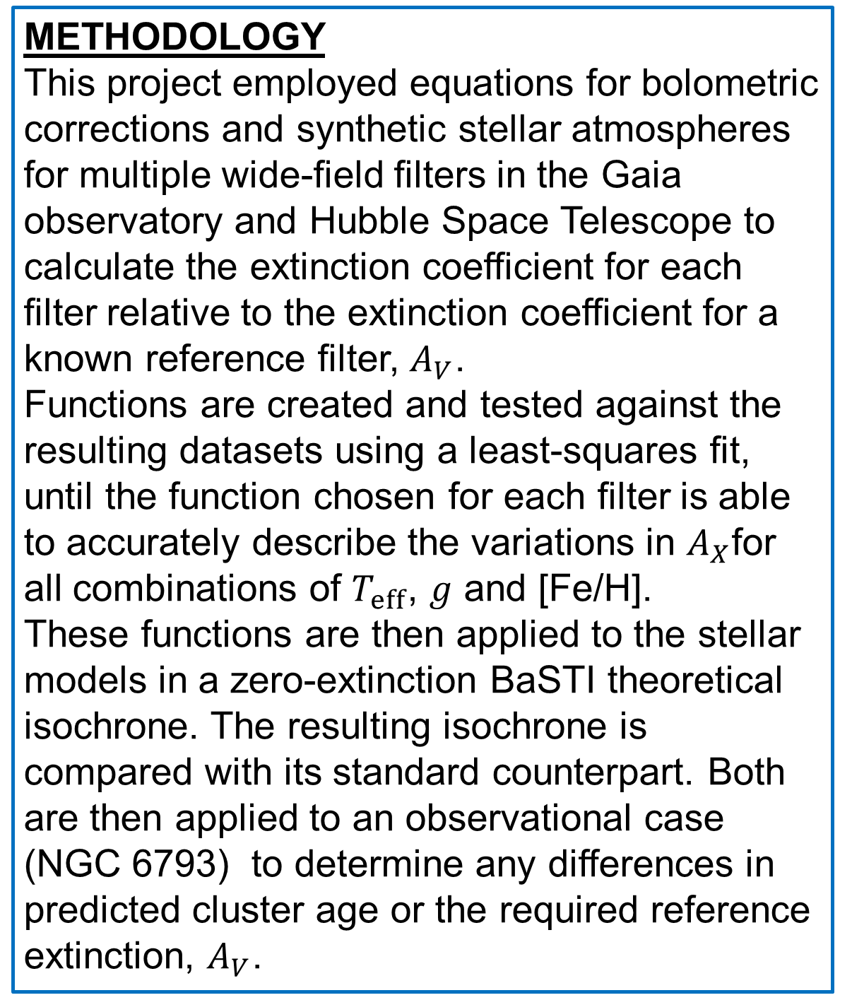 METHODOLOGY
This project employed equations for bolometric
corrections and synthetic stellar atmospheres
for multiple wide-field filters in the Gaia
observatory and Hubble Space Telescope to
calculate the extinction coefficient for each
filter relative to the extinction coefficient for a
known reference filter, A_V.
Functions are created and tested against the
resulting datasets using a least-squares fit,
until the function chosen for each filter is able
to accurately describe the variations in A_X for
all combinations of T_eff, g and [Fe/H].
These functions are then applied to the stellar
models in a zero-extinction BaSTI theoretical
isochrone. The resulting isochrone is
compared with its standard counterpart. Both
are then applied to an observational case
(NGC 6793)  to determine any differences in
predicted cluster age or the required reference
extinction, A_V.